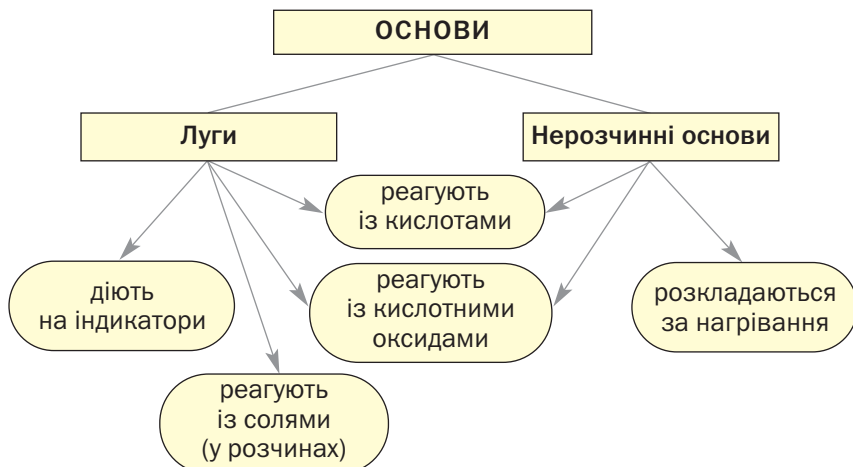 ОСНОВИ
Луги
Нерозчинні основи
реагують
із кислотами
діють
на індикатори
реагують
із кислотними
оксидами
розкладаються
за нагрівання
реагують
із солями
(у розчинах)